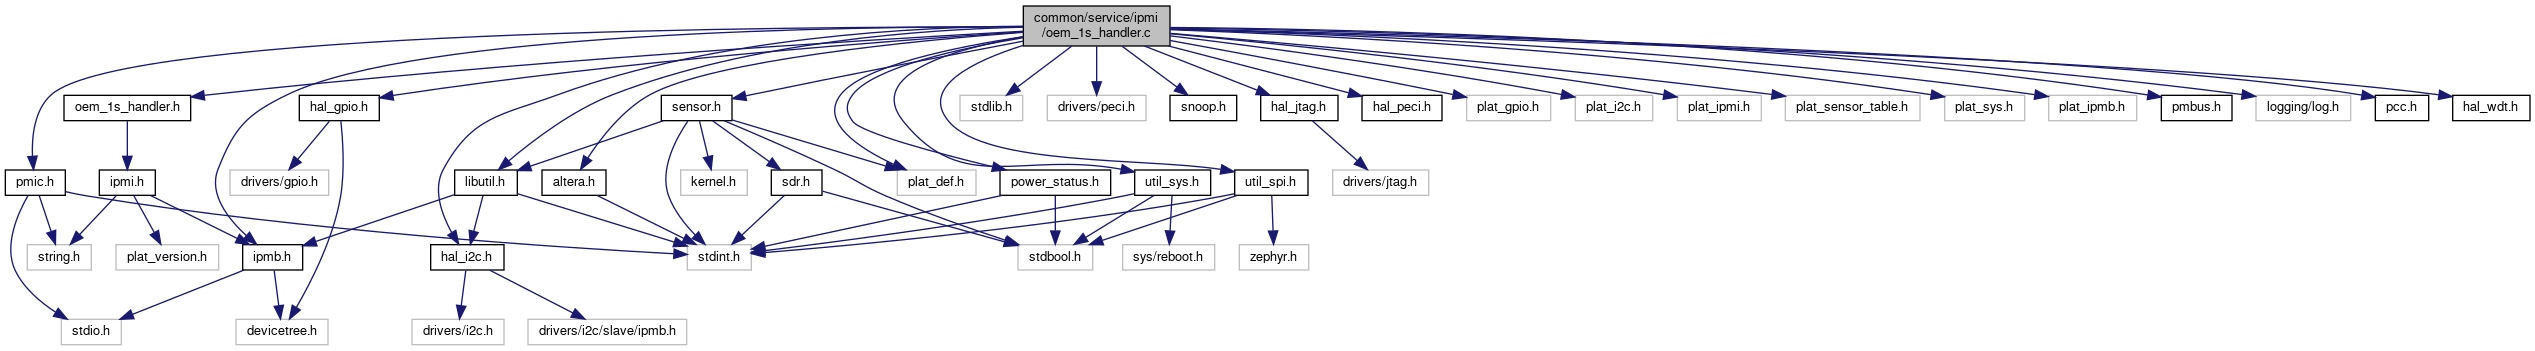 common/service/ipmi
/oem_1s_handler.c
oem_1s_handler.h
hal_gpio.h
sensor.h
stdlib.h
drivers/peci.h
snoop.h
hal_jtag.h
hal_peci.h
plat_gpio.h
plat_i2c.h
plat_ipmi.h
plat_sensor_table.h
plat_sys.h
plat_ipmb.h
pmbus.h
logging/log.h
pcc.h
hal_wdt.h
pmic.h
ipmi.h
drivers/gpio.h
libutil.h
altera.h
kernel.h
sdr.h
plat_def.h
power_status.h
util_sys.h
util_spi.h
drivers/jtag.h
string.h
plat_version.h
ipmb.h
hal_i2c.h
stdint.h
stdbool.h
sys/reboot.h
zephyr.h
stdio.h
devicetree.h
drivers/i2c.h
drivers/i2c/slave/ipmb.h